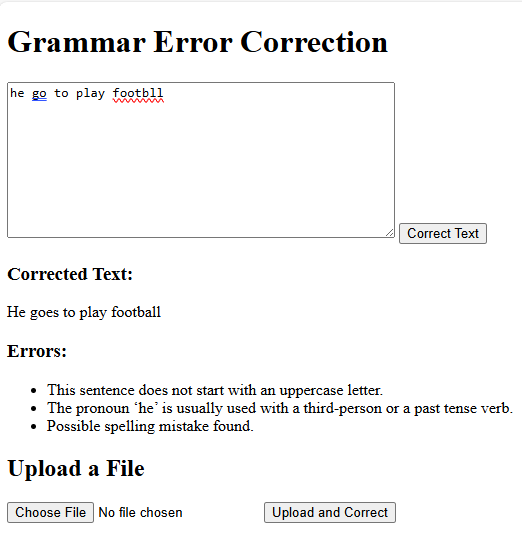 Grammar Error Correction
he go to play footbll
Correct Text
Corrected Text:
He goes to play football
Errors:
• This sentence does not start with an uppercase letter.
• The pronoun ‘he’ is usually used with a third-person or a past tense verb.
• Possible spelling mistake found.
Upload a File
Choose File No file chosen Upload and Correct